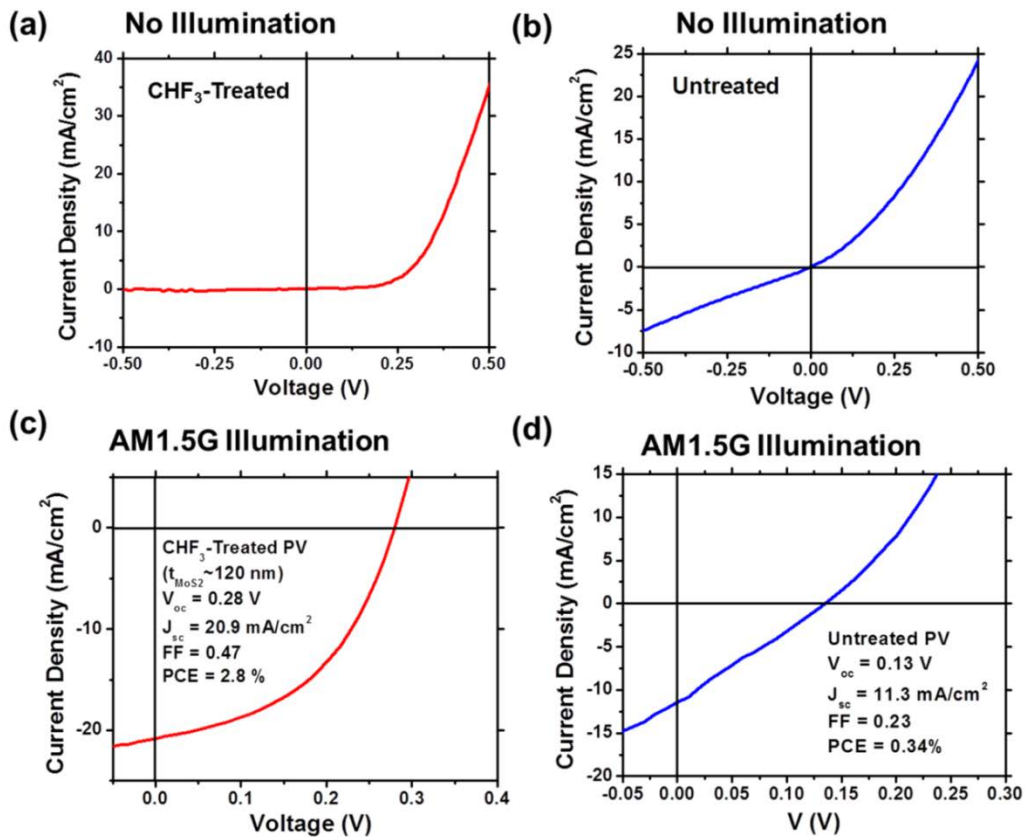 (a) No Illumination
Current Density (mA/cm²)
40
30
20
10
0
-10
CHF₃-Treated
-0.50 -0.25 0.00 0.25 0.50
Voltage (V)
(b) No Illumination
Current Density (mA/cm²)
25
20
15
10
5
0
-5
-10
Untreated
-0.50 -0.25 0.00 0.25 0.50
Voltage (V)
(c) AM1.5G Illumination
Current Density (mA/cm²)
0
-10
-20
CHF₃-Treated PV
(t_MoS2~120 nm)
V_oc = 0.28 V
J_sc = 20.9 mA/cm²
FF = 0.47
PCE = 2.8 %
0.0 0.1 0.2 0.3 0.4
Voltage (V)
(d) AM1.5G Illumination
Current Density (mA/cm²)
15
10
5
0
-5
-10
-15
-20
Untreated PV
V_oc = 0.13 V
J_sc = 11.3 mA/cm²
FF = 0.23
PCE = 0.34%
-0.05 0.00 0.05 0.10 0.15 0.20 0.25 0.30
V (V)